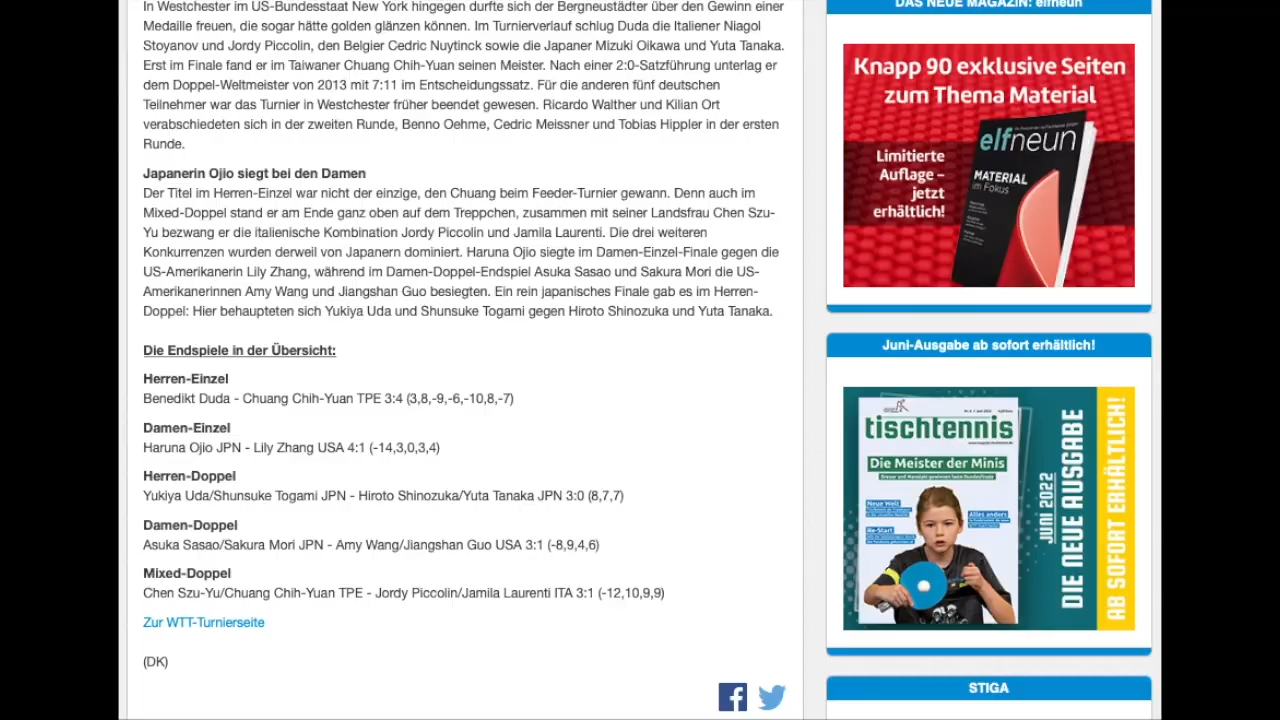 In Westchester im US-Bundesstaat New York hingegen durfte sich der Bergneustädter über den Gewinn einer
Medaille freuen, die sogar hätte golden glänzen können. Im Turnierverlauf schlug Duda die Italiener Niagol
Stoyanov und Jordy Piccolin, den Belgier Cedric Nuytinck sowie die Japaner Mizuki Oikawa und Yuta Tanaka.
Erst im Finale fand er im Taiwaner Chuang Chih-Yuan seinen Meister. Nach einer 2:0-Satzführung unterlag er
dem Doppel-Weltmeister von 2013 mit 7:11 im Entscheidungssatz. Für die anderen fünf deutschen
Teilnehmer war das Turnier in Westchester früher beendet gewesen. Ricardo Walther und Kilian Ort
verabschiedeten sich in der zweiten Runde, Benno Oehme, Cedric Meissner und Tobias Hippler in der ersten
Runde.
Japanerin Ojio siegt bei den Damen
Der Titel im Herren-Einzel war nicht der einzige, den Chuang beim Feeder-Turnier gewann. Denn auch im
Mixed-Doppel stand er am Ende ganz oben auf dem Treppchen, zusammen mit seiner Landsfrau Chen Szu-
Yu bezwang er die italienische Kombination Jordy Piccolin und Jamila Laurenti. Die drei weiteren
Konkurrenzen wurden derweil von Japanern dominiert. Haruna Ojio siegte im Damen-Einzel-Finale gegen die
US-Amerikanerin Lily Zhang, während im Damen-Doppel-Endspiel Asuka Sasao und Sakura Mori die US-
Amerikanerinnen Amy Wang und Jiangshan Guo besiegten. Ein rein japanisches Finale gab es im Herren-
Doppel: Hier behaupteten sich Yukiya Uda und Shunsuke Togami gegen Hiroto Shinozuka und Yuta Tanaka.
Die Endspiele in der Übersicht:
Herren-Einzel
Benedikt Duda - Chuang Chih-Yuan TPE 3:4 (3,8,-9,-6,-10,8,-7)
Damen-Einzel
Haruna Ojio JPN - Lily Zhang USA 4:1 (-14,3,0,3,4)
Herren-Doppel
Yukiya Uda/Shunsuke Togami JPN - Hiroto Shinozuka/Yuta Tanaka JPN 3:0 (8,7,7)
Damen-Doppel
Asuka Sasao/Sakura Mori JPN - Amy Wang/Jiangshan Guo USA 3:1 (-8,9,4,6)
Mixed-Doppel
Chen Szu-Yu/Chuang Chih-Yuan TPE - Jordy Piccolin/Jamila Laurenti ITA 3:1 (-12,10,9,9)
Zur WTT-Turnierseite
(DK)
DAS NEUE MAGAZIN: elfneun
Knapp 90 exklusive Seiten
zum Thema Material
Limitierte
Auflage –
jetzt
erhältlich!
elfneun
MATERIAL
im Fokus
Juni-Ausgabe ab sofort erhältlich!
tischtennis
Die Meister der Minis
Neue Welt
Alles anders
Re-Start
JUNI 2022
DIE NEUE AUSGABE
AB SOFORT ERHÄLTLICH!
STIGA